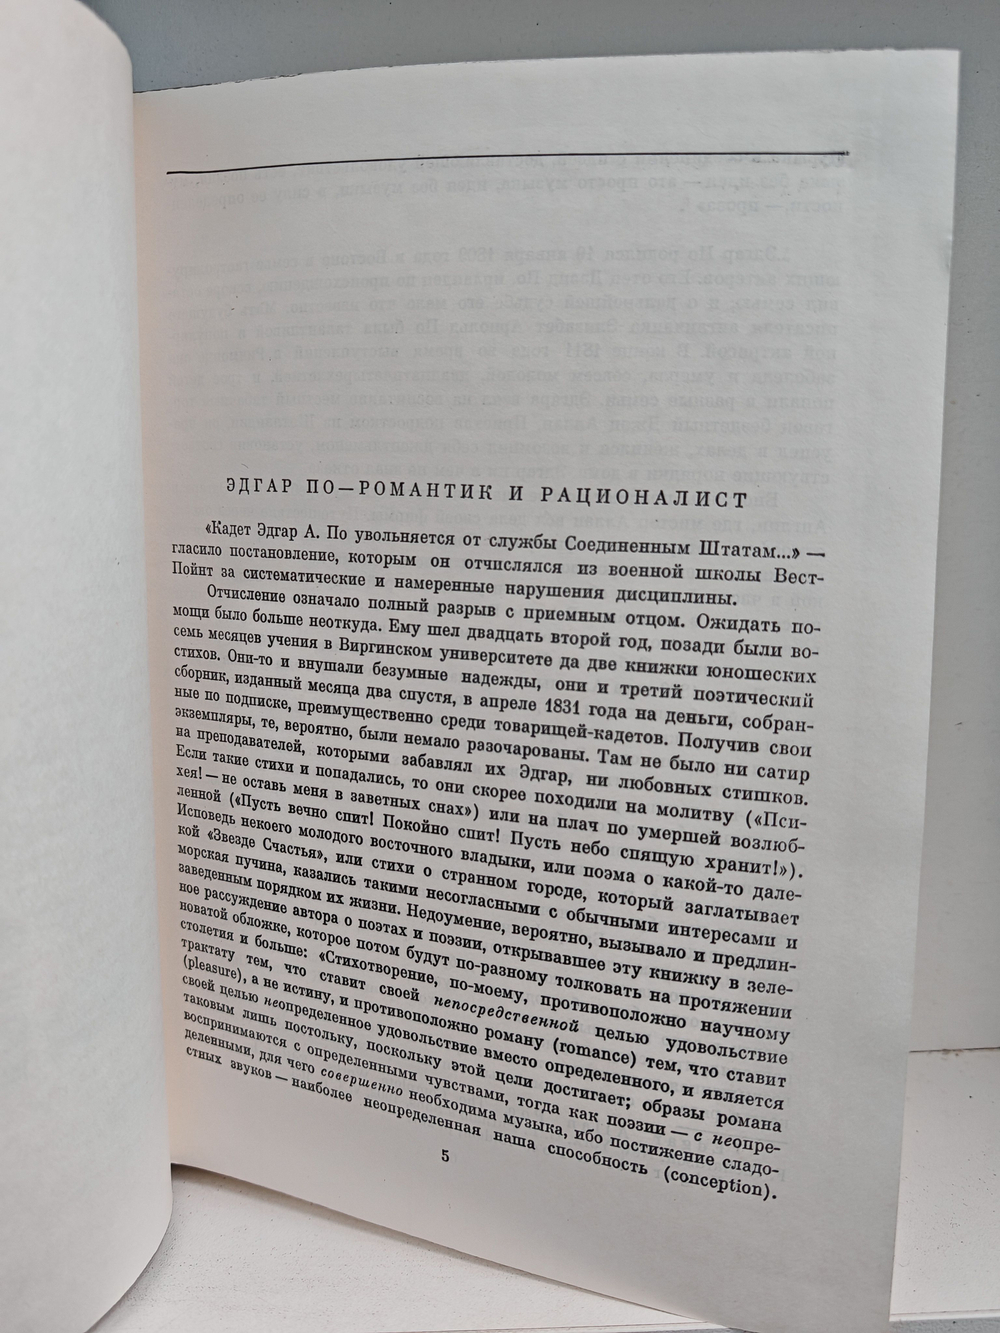 ЭДГАР ПО—РОМАНТИК И РАЦИОНАЛИСТ
«Кадет Эдгар А. По увольняется от службы Соединенным Штатам...» —
гласило постановление, которым он отчислялся из военной школы Вест-
Пойнт за систематические и намеренные нарушения дисциплины.
Отчисление означало полный разрыв с приемным отцом. Ожидать по-
мощи было больше неоткуда. Ему шел двадцать второй год, позади были во-
семь месяцев учения в Виргинском университете да две книжки юношеских
стихов. Они-то и внушали безумные надежды, они и третий поэтический
сборник, изданный месяца два спустя, в апреле 1831 года на деньги, собран-
ные по подписке, преимущественно среди товарищей-кадетов. Получив свои
экземпляры, те, вероятно, были немало разочарованы. Там не было ни сатир
на преподавателей, которыми забавлял их Эдгар, ни любовных стишков.
Если такие стихи и попадались, то они скорее походили на молитву («Пси-
хея! — не оставь меня в заветных снах») или на плач по умершей возлюб-
ленной («Пусть вечно спит! Покойно спит! Пусть небо спящую хранит!»).
Исповедь некоего молодого восточного владыки, или поэма о какой-то дале-
кой «Звезде Счастья», или стихи о странном городе, который заглатывает
морская пучина, казались такими несогласными с обычными интересами и
заведенным порядком их жизни. Недоумение, вероятно, вызывало и предлин-
ное рассуждение автора о поэтах и поэзии, открывавшее эту книжку в зеле-
новатой обложке, которое потом будут по-разному толковать на протяжении
столетия и больше: «Стихотворение, по-моему, противоположно научному
трактату тем, что ставит своей непосредственной целью удовольствие
(pleasure), а не истину, и противоположно роману (romance) тем, что ставит
своей целью неопределенное удовольствие вместо определенного, и является
таковым лишь постольку, поскольку этой цели достигает; образы романа
воспринимаются с определенными чувствами, тогда как поэзии — с неопре-
деленными, для чего совершенно необходима музыка, ибо постижение сладо-
стных звуков — наиболее неопределенная наша способность (conception).
5